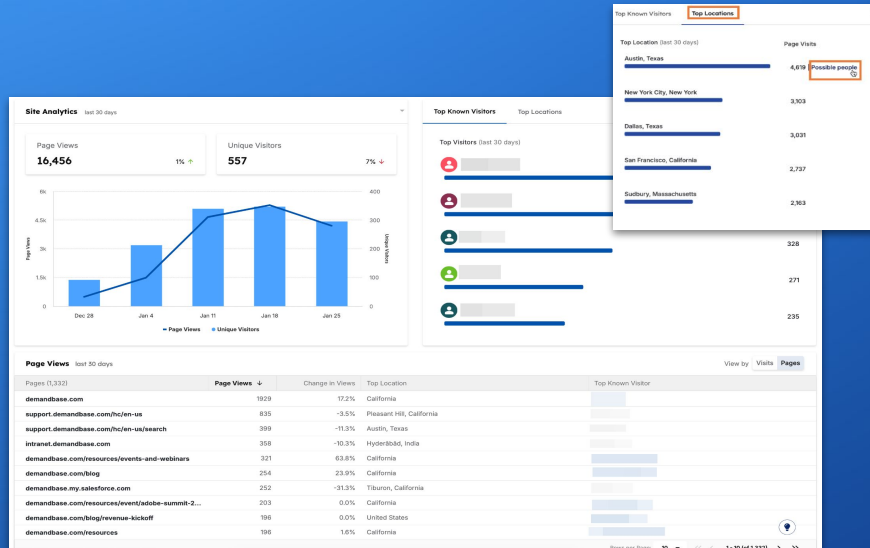 Top Known Visitors Top Locations
Top Location (last 30 days) Page Visits
Austin, Texas
4,619 | Possible people
New York City, New York
3,103
Dallas, Texas
3,031
San Francisco, California
2,737
Sudbury, Massachusetts
2,163
Site Analytics last 30 days
Page Views
16,456 1% ↑
Unique Visitors
557 7% ↓
6k 400
4.5k 300
3k 200
1.5k 100
0 0
Page Views
Unique Visitors
Dec 28 Jan 4 Jan 11 Jan 18 Jan 25
Page Views Unique Visitors
Top Known Visitors Top Locations
Top Visitors (last 30 days)
328
271
235
Page Views last 30 days View by Visits Pages
Pages (1,332) Page Views ↓ Change in Views Top Location Top Known Visitor
demandbase.com 1929 17.2% California
support.demandbase.com/hc/en-us 835 -3.5% Pleasant Hill, California
support.demandbase.com/hc/en-us/search 399 -11.3% Austin, Texas
intranet.demandbase.com 358 -10.3% Hyderābād, India
demandbase.com/resources/events-and-webinars 321 63.8% California
demandbase.com/blog 254 23.9% California
demandbase.my.salesforce.com 252 -31.3% Tiburon, California
demandbase.com/resources/event/adobe-summit-2... 203 0.0% California
demandbase.com/blog/revenue-kickoff 196 0.0% United States
demandbase.com/resources 196 1.6% California
Rows per Page: 10 1-10 (of 1,332)